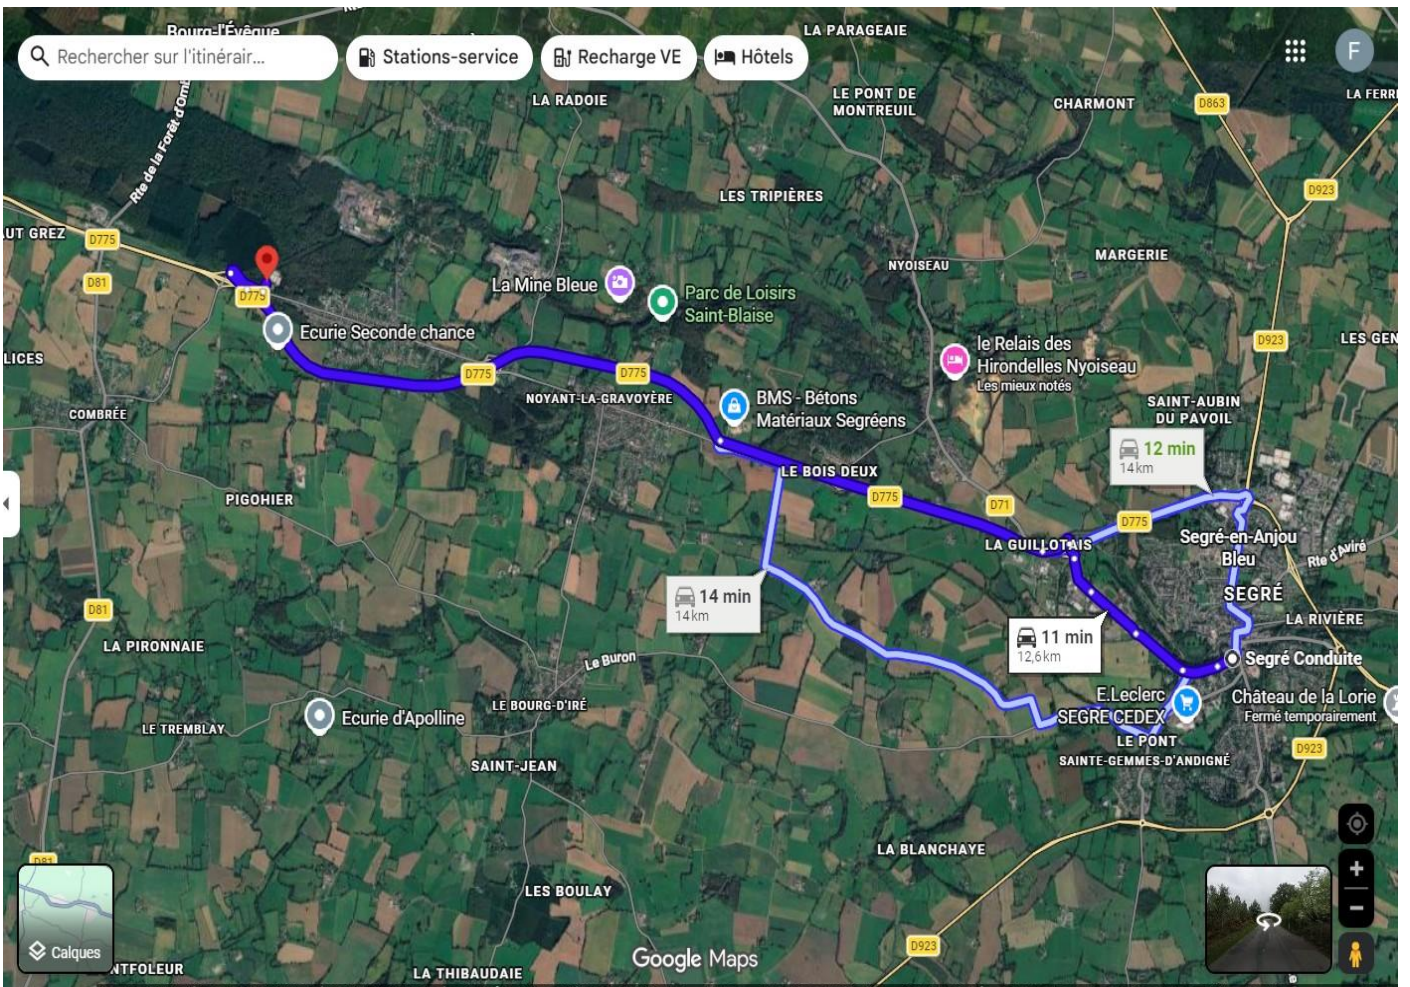 Bourg-l'Évêque
LA PARAGEAIE
Rechercher sur l'itinérair...
Stations-service
Recharge VE
Hôtels
F
LA RADOIE
LE PONT DE
MONTREUIL
CHARMONT
D863
LA FERRI
Rte de la Forêt d'Omb
LES TRIPIÈRES
D923
AUT GREZ
D775
MARGERIE
NYOISEAU
D81
La Mine Bleue
Parc de Loisirs
Saint-Blaise
D775
Ecurie Seconde chance
D923
LES GEN
LICES
le Relais des
Hirondelles Nyoiseau
Les mieux notés
D775
D775
NOYANT-LA-GRAVOYÈRE
BMS - Bétons
Matériaux Segréens
SAINT-AUBIN
DU PAVOIL
COMBRÉE
12 min
14 km
LE BOIS DEUX
PIGOHIER
D775
D71
D775
LA GUILLOTAIS
Segré-en-Anjou
Bleu
Rte d'Aviré
14 min
14 km
SEGRÉ
D81
LA RIVIÈRE
11 min
12,6 km
LA PIRONNAIE
Le Buron
Segré Conduite
E.Leclerc
SEGRE CEDEX
Château de la Lorie
Fermé temporairement
LE BOURG-D'IRÉ
Ecurie d'Apolline
LE TREMBLAY
LE PONT
D923
SAINTE-GEMMES-D'ANDIGNÉ
SAINT-JEAN
LA BLANCHAYE
D81
LES BOULAY
D923
Calques
Google Maps
NTFOLEUR
LA THIBAUDAIE